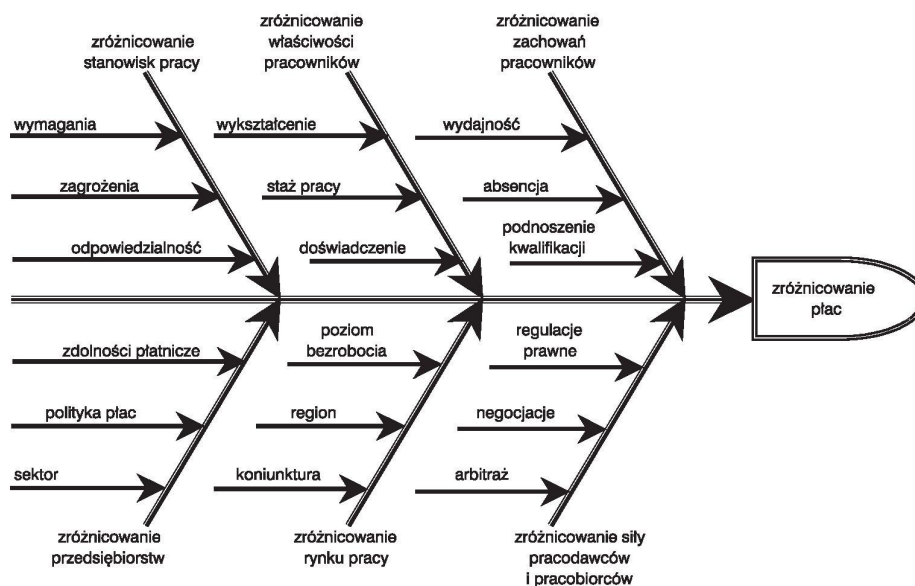 zróżnicowanie
stanowisk pracy
zróżnicowanie
właściwości
pracowników
zróżnicowanie
zachowań
pracowników
wymagania
wykształcenie
wydajność
zagrożenia
staż pracy
absencja
odpowiedzialność
doświadczenie
podnoszenie
kwalifikacji
zróżnicowanie
płac
zdolności płatnicze
poziom
bezrobocia
regulacje
prawne
polityka płac
region
negocjacje
sektor
koniunktura
arbitraż
zróżnicowanie
przedsiębiorstw
zróżnicowanie
rynku pracy
zróżnicowanie siły
pracodawców
i pracobiorców